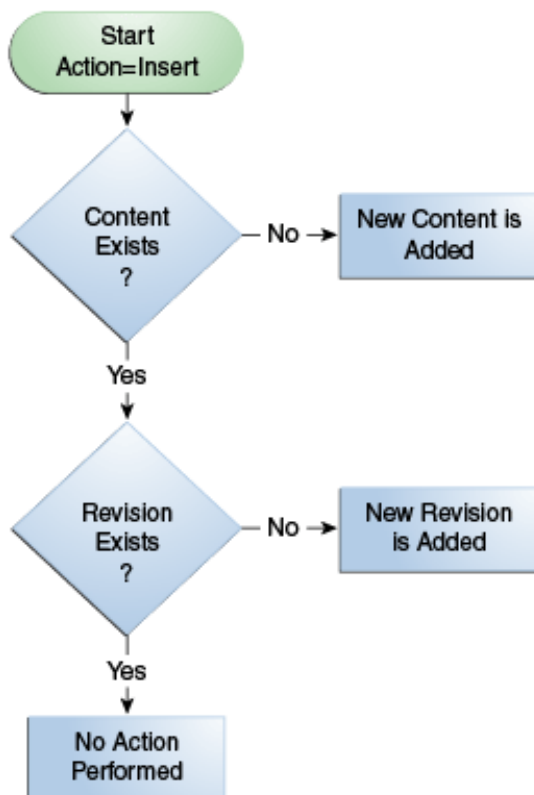 Start
Action=Insert
Content
Exists
?
No
New Content is
Added
Yes
Revision
Exists
?
No
New Revision
is Added
Yes
No Action
Performed